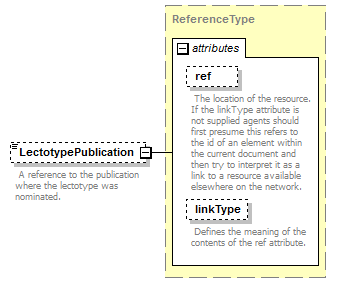 ReferenceType
attributes
ref
The location of the resource.
If the linkType attribute is
not supplied agents should
first presume this refers to
the id of an element within
the current document and
then try to interpret it as a
link to a resource available
elsewhere on the network.
LectotypePublication
A reference to the publication
where the lectotype was
nominated.
linkType
Defines the meaning of the
contents of the ref attribute.